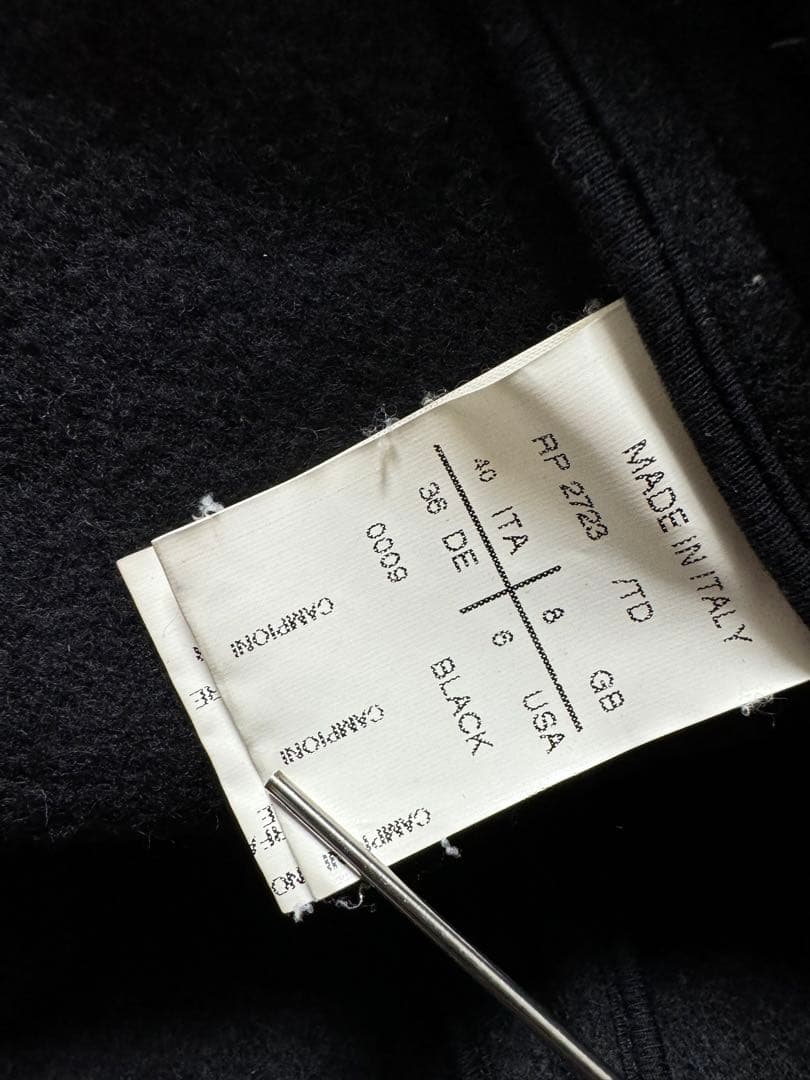 MADE IN ITALY
RP 2723 /TD
40 ITA 8 GB
36 DE 6 USA
0009 BLACK
CAMPIONI CAMPIONI